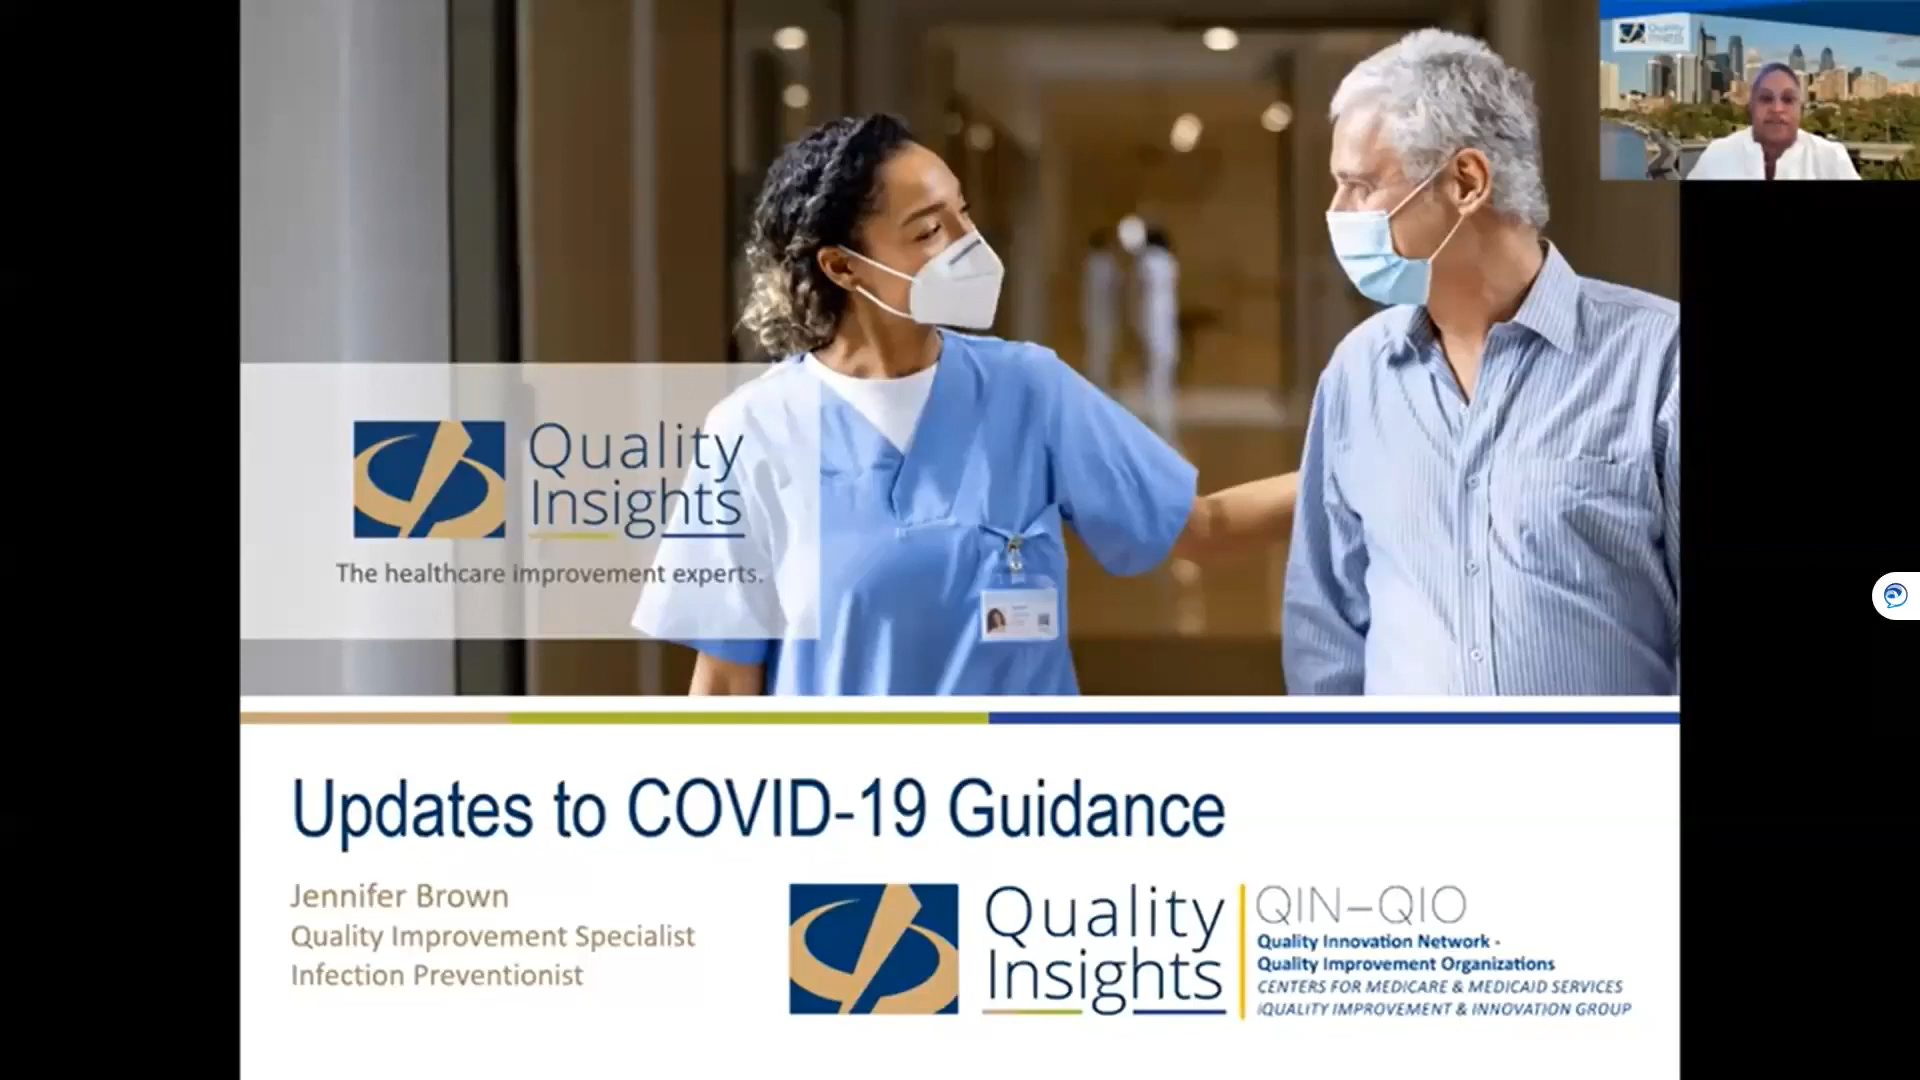 Quality
Insights
The healthcare improvement experts.
Updates to COVID-19 Guidance
Jennifer Brown
Quality Improvement Specialist
Infection Preventionist
Quality
Insights
QIN–QIO
Quality Innovation Network -
Quality Improvement Organizations
CENTERS FOR MEDICARE & MEDICAID SERVICES
iQUALITY IMPROVEMENT & INNOVATION GROUP
Quality